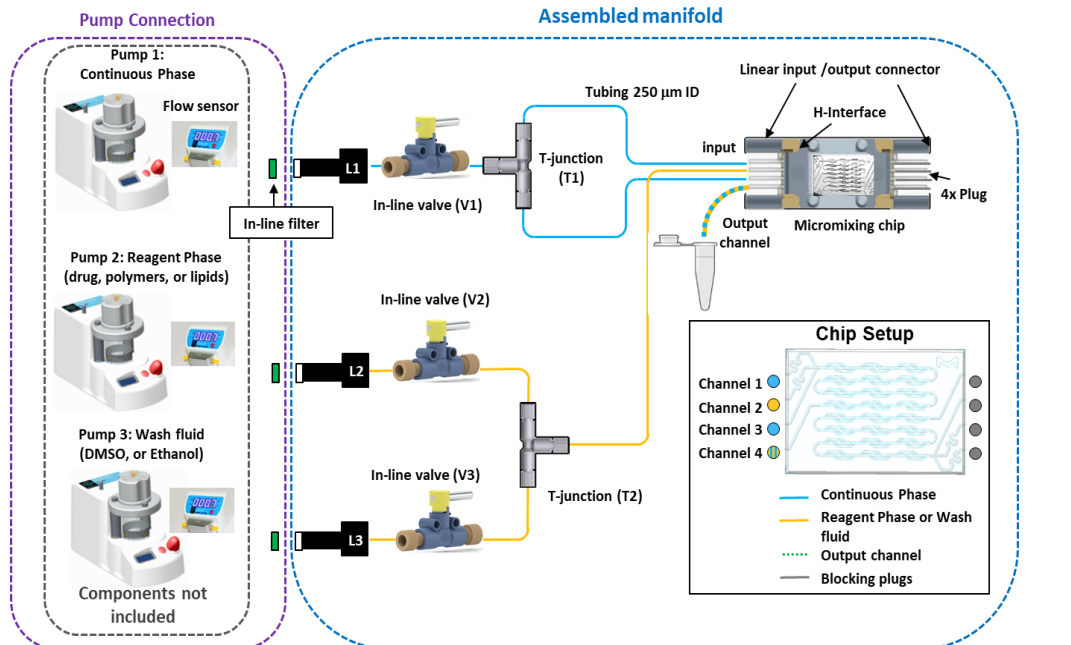 Pump Connection
Assembled manifold
Pump 1:
Continuous Phase
Flow sensor
In-line filter
Pump 2: Reagent Phase
(drug, polymers, or lipids)
Pump 3: Wash fluid
(DMSO, or Ethanol)
Components not
included
L1
In-line valve (V1)
T-junction
(T1)
Tubing 250 µm ID
Linear input /output connector
H-Interface
input
4x Plug
Output
channel
Micromixing chip
In-line valve (V2)
L2
In-line valve (V3)
L3
T-junction (T2)
Chip Setup
Channel 1
Channel 2
Channel 3
Channel 4
Continuous Phase
Reagent Phase or Wash
fluid
Output channel
Blocking plugs